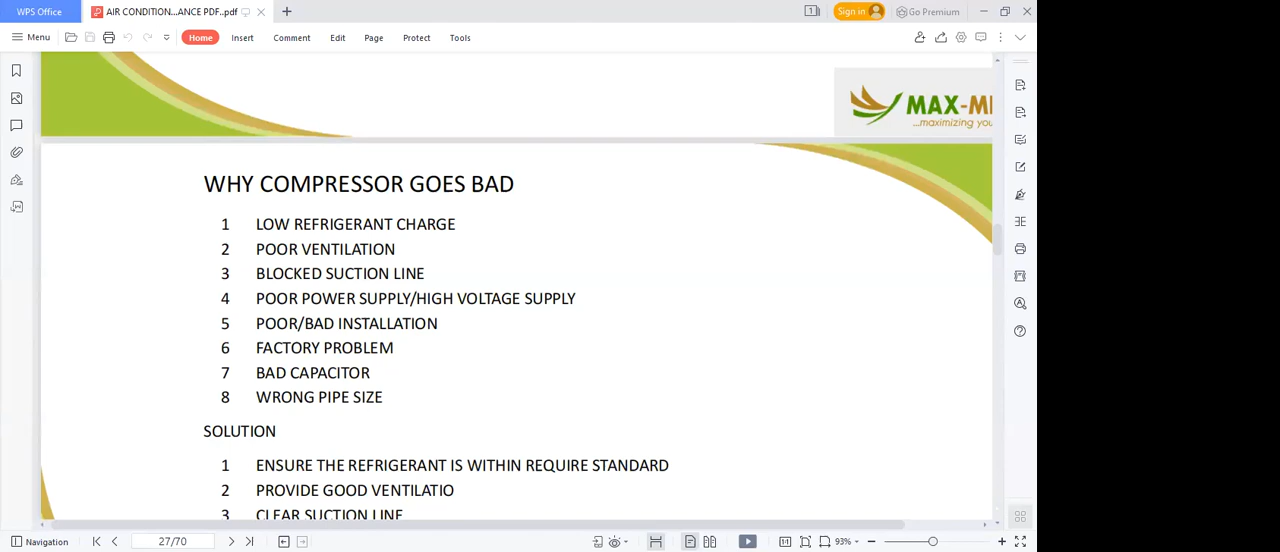 WPS Office
AIR CONDITION...ANCE PDF..pdf
1
Sign in
Go Premium
Menu
Home
Insert
Comment
Edit
Page
Protect
Tools
MAX-MI
...maximizing you
WHY COMPRESSOR GOES BAD
1 LOW REFRIGERANT CHARGE
2 POOR VENTILATION
3 BLOCKED SUCTION LINE
4 POOR POWER SUPPLY/HIGH VOLTAGE SUPPLY
5 POOR/BAD INSTALLATION
6 FACTORY PROBLEM
7 BAD CAPACITOR
8 WRONG PIPE SIZE
SOLUTION
1 ENSURE THE REFRIGERANT IS WITHIN REQUIRE STANDARD
2 PROVIDE GOOD VENTILATIO
3 CLEAR SUCTION LINE
Navigation
27/70
93%